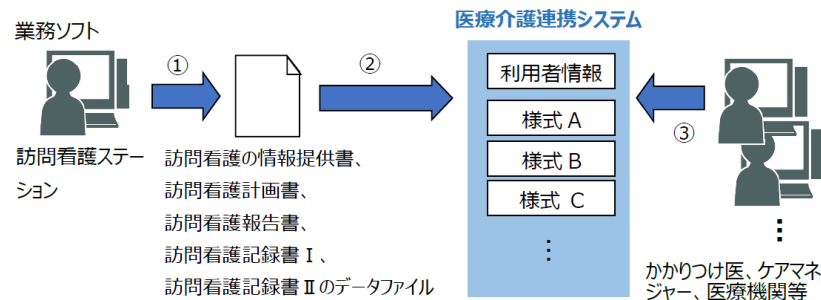 医療介護連携システム
業務ソフト
①
②
利用者情報
様式 A
様式 B
様式 C
⋮
③
訪問看護ステー
ション
訪問看護の情報提供書、
訪問看護計画書、
訪問看護報告書、
訪問看護記録書Ⅰ、
訪問看護記録書Ⅱのデータファイル
⋮
かかりつけ医、ケアマネ
ジャー、医療機関等